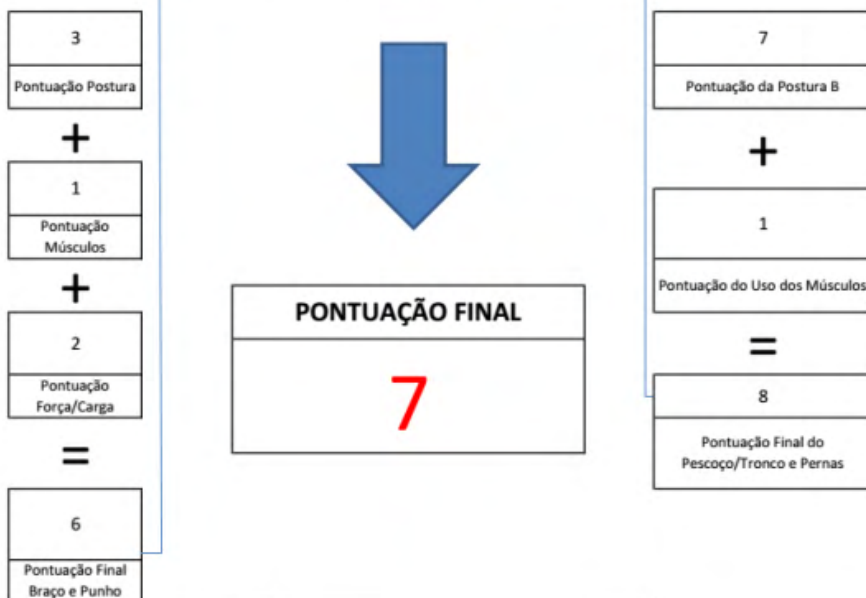 3
Pontuação Postura
+
1
Pontuação
Músculos
+
2
Pontuação
Força/Carga
=
6
Pontuação Final
Braço e Punho
PONTUAÇÃO FINAL
7
7
Pontuação da Postura B
+
1
Pontuação do Uso dos Músculos
=
8
Pontuação Final do
Pescoço/Tronco e Pernas